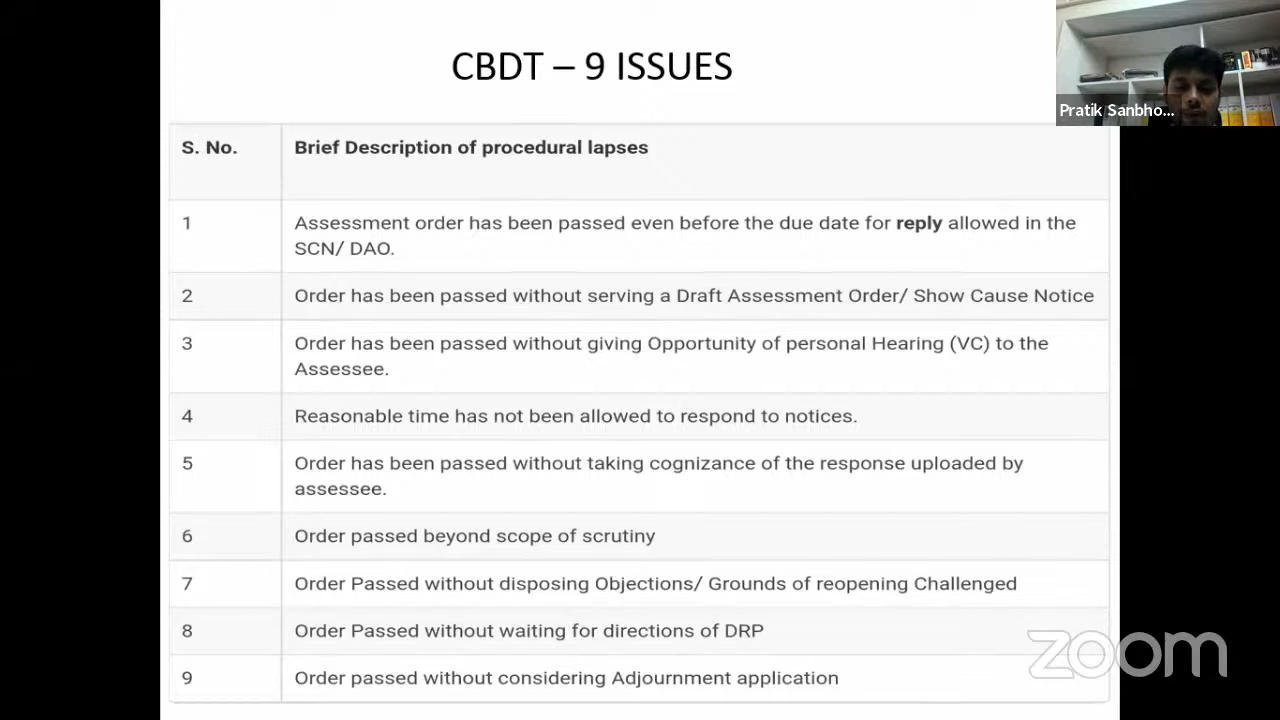 CBDT – 9 ISSUES
Pratik Sanbho...
S. No. Brief Description of procedural lapses
1 Assessment order has been passed even before the due date for reply allowed in the
SCN/ DAO.
2 Order has been passed without serving a Draft Assessment Order/ Show Cause Notice
3 Order has been passed without giving Opportunity of personal Hearing (VC) to the
Assessee.
4 Reasonable time has not been allowed to respond to notices.
5 Order has been passed without taking cognizance of the response uploaded by
assessee.
6 Order passed beyond scope of scrutiny
7 Order Passed without disposing Objections/ Grounds of reopening Challenged
8 Order Passed without waiting for directions of DRP
9 Order passed without considering Adjournment application
zoom